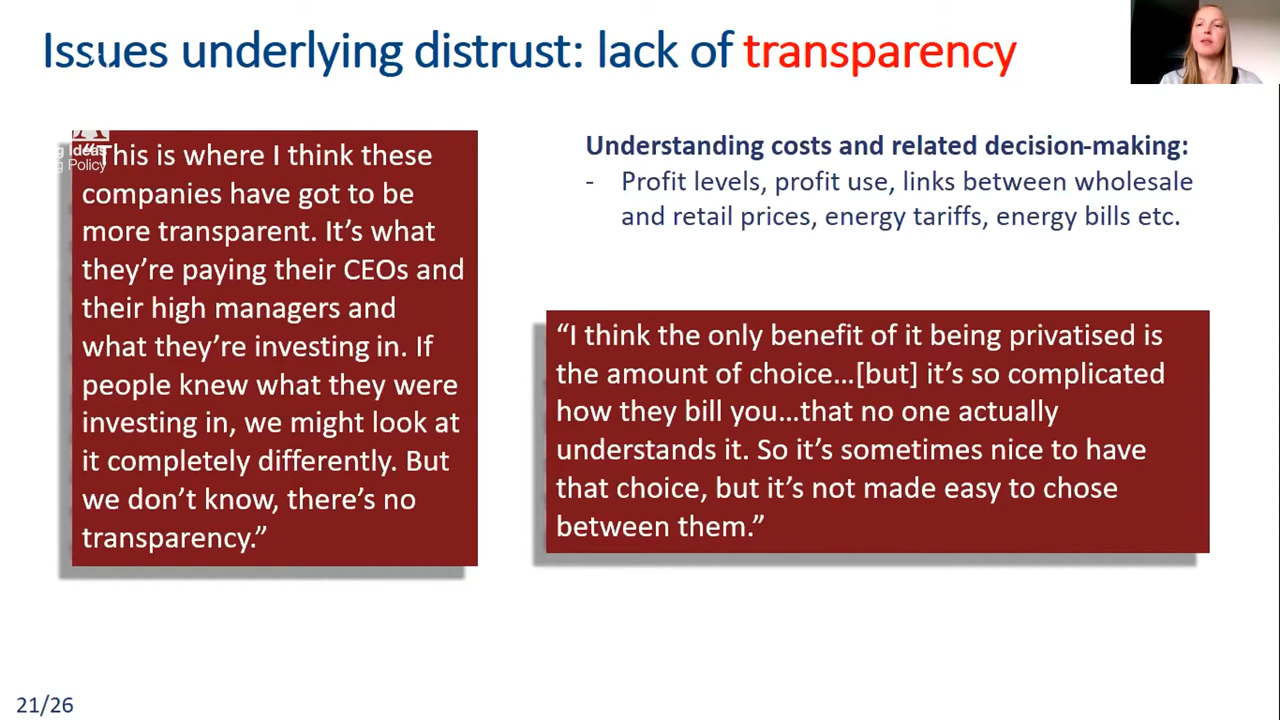 Issues underlying distrust: lack of transparency
“This is where I think these
companies have got to be
more transparent. It’s what
they’re paying their CEOs and
their high managers and
what they’re investing in. If
people knew what they were
investing in, we might look at
it completely differently. But
we don’t know, there’s no
transparency.”
Understanding costs and related decision-making:
- Profit levels, profit use, links between wholesale
and retail prices, energy tariffs, energy bills etc.
“I think the only benefit of it being privatised is
the amount of choice…[but] it’s so complicated
how they bill you…that no one actually
understands it. So it’s sometimes nice to have
that choice, but it’s not made easy to chose
between them.”
Ideas
Policy
21/26